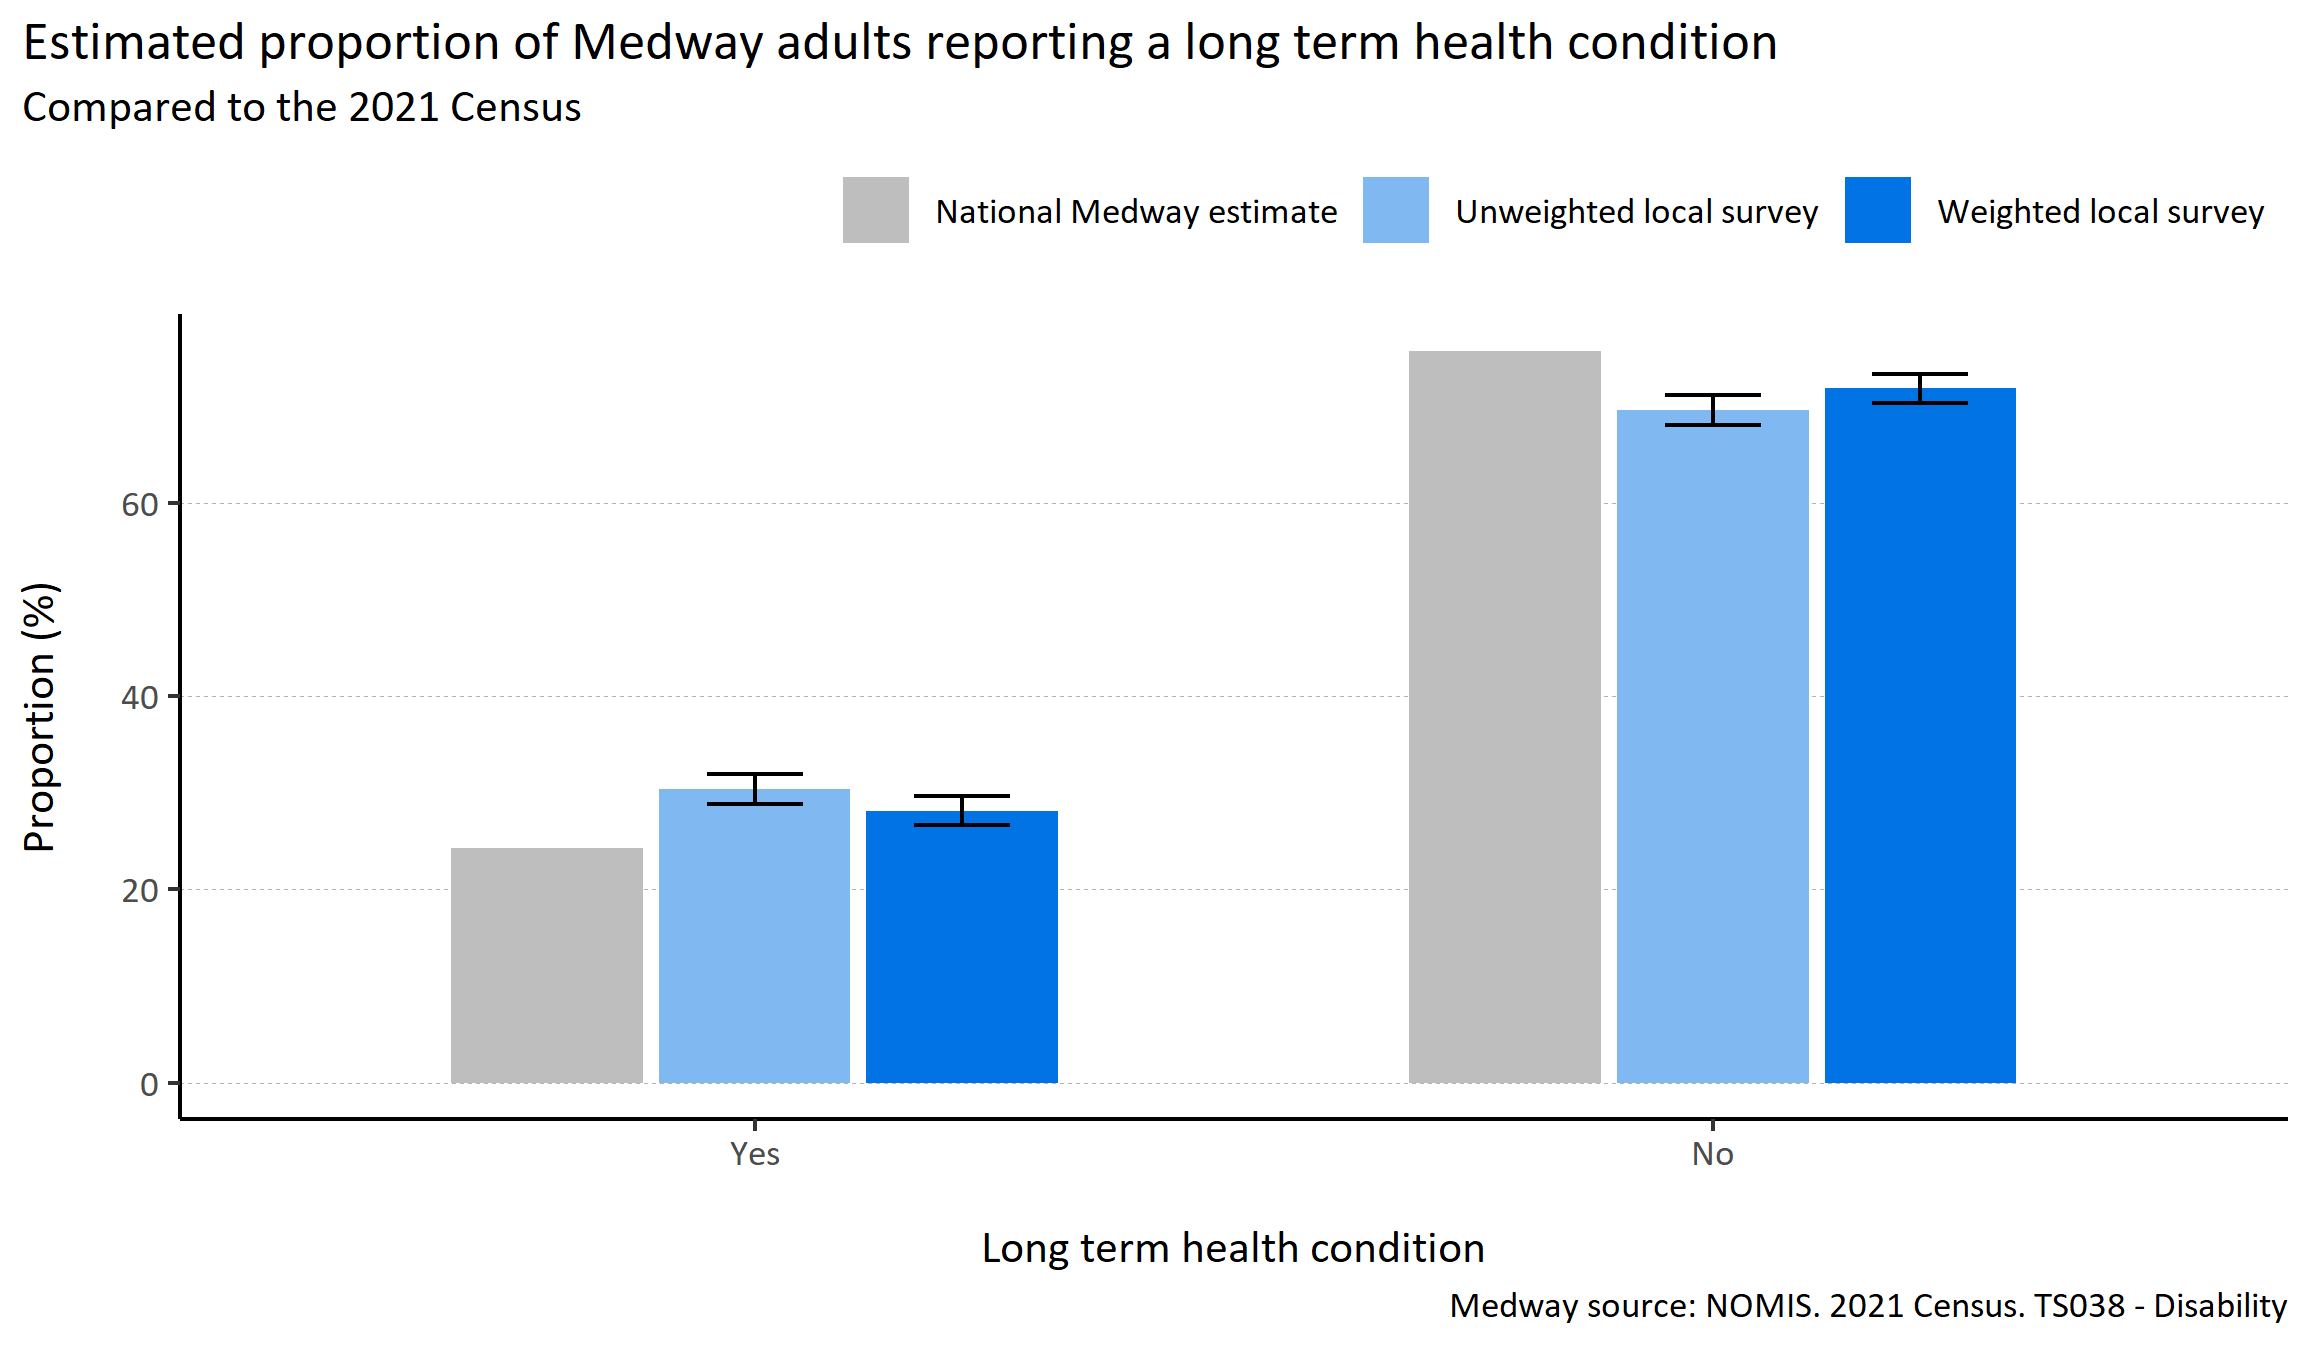 Estimated proportion of Medway adults reporting a long term health condition
Compared to the 2021 Census
National Medway estimate Unweighted local survey Weighted local survey
Proportion (%)
60
40
20
0
Yes No
Long term health condition
Medway source: NOMIS. 2021 Census. TS038 - Disability